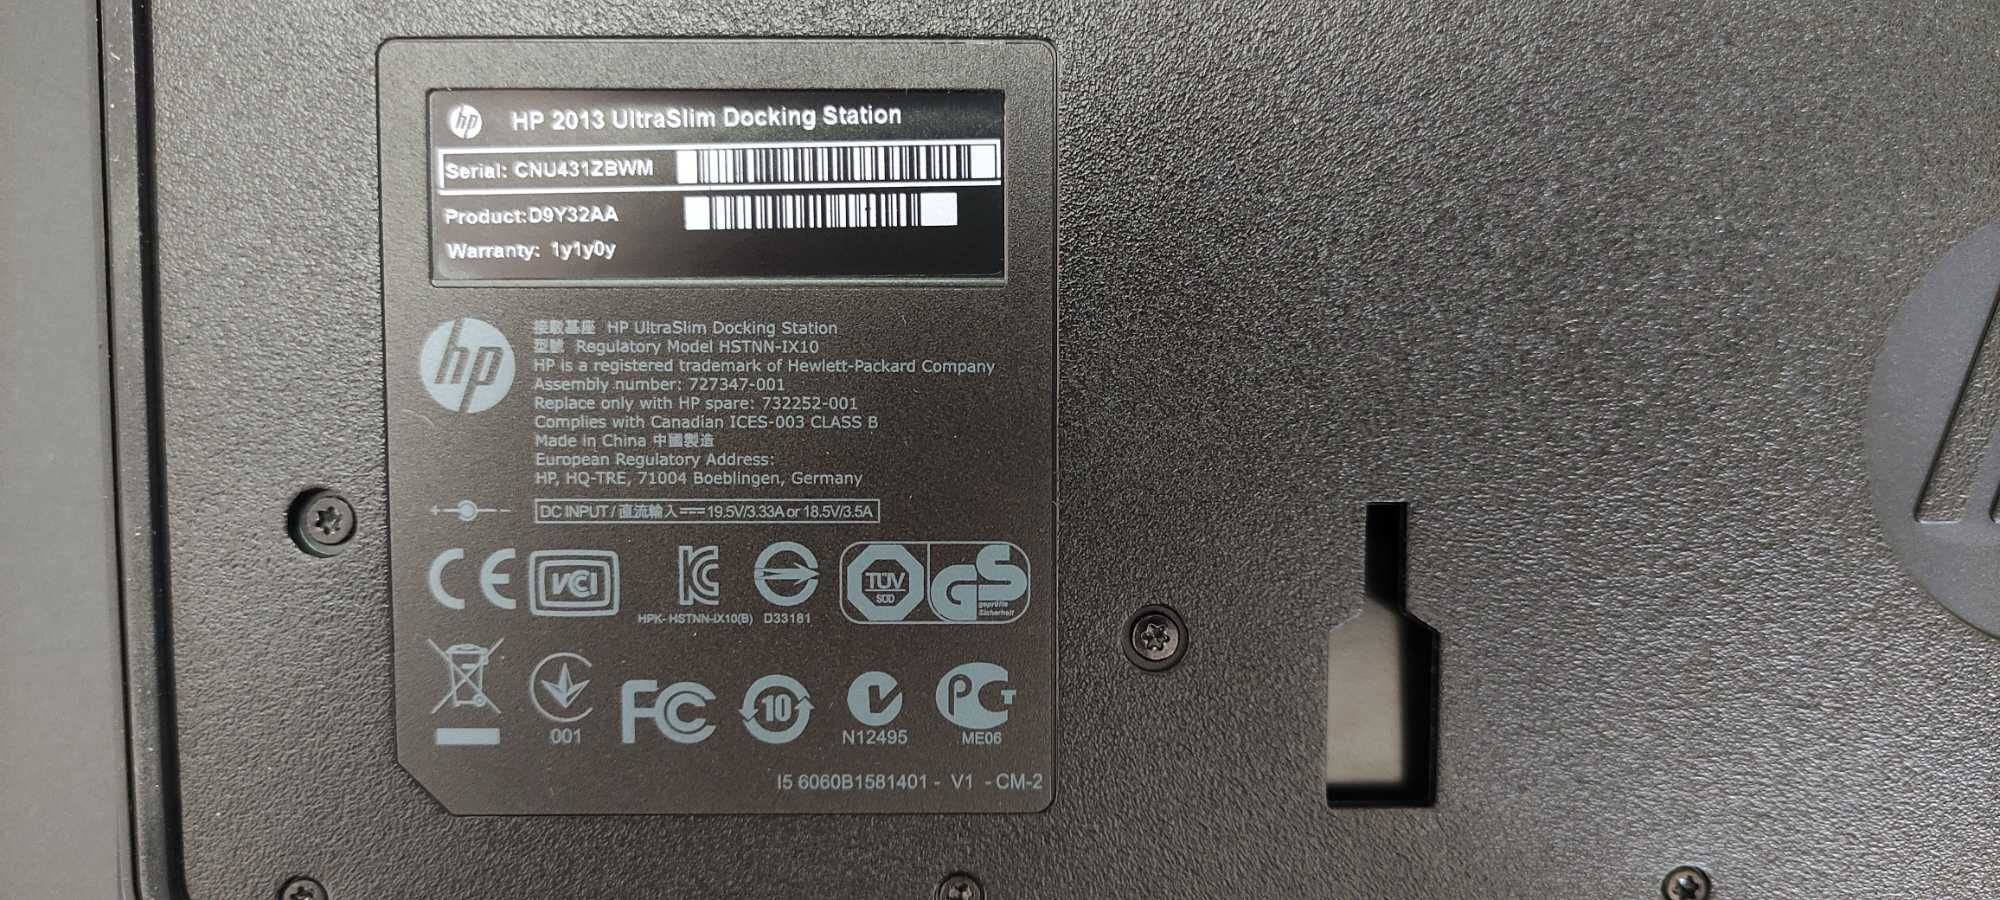 hp HP 2013 UltraSlim Docking Station
Serial: CNU431ZBWM
Product:D9Y32AA
Warranty: 1y1y0y
hp
接駁基座 HP UltraSlim Docking Station
型號 Regulatory Model HSTNN-IX10
HP is a registered trademark of Hewlett-Packard Company
Assembly number: 727347-001
Replace only with HP spare: 732252-001
Complies with Canadian ICES-003 CLASS B
Made in China 中國製造
European Regulatory Address:
HP, HQ-TRE, 71004 Boeblingen, Germany
DC INPUT / 直流輸入 ⎓ 19.5V/3.33A or 18.5V/3.5A
CE VCI KC TÜV SÜD GS geprüfte Sicherheit
HPK- HSTNN-IX10(B) D33181
FC 10 PCT
001 N12495 ME06
I5 6060B1581401 - V1 - CM-2